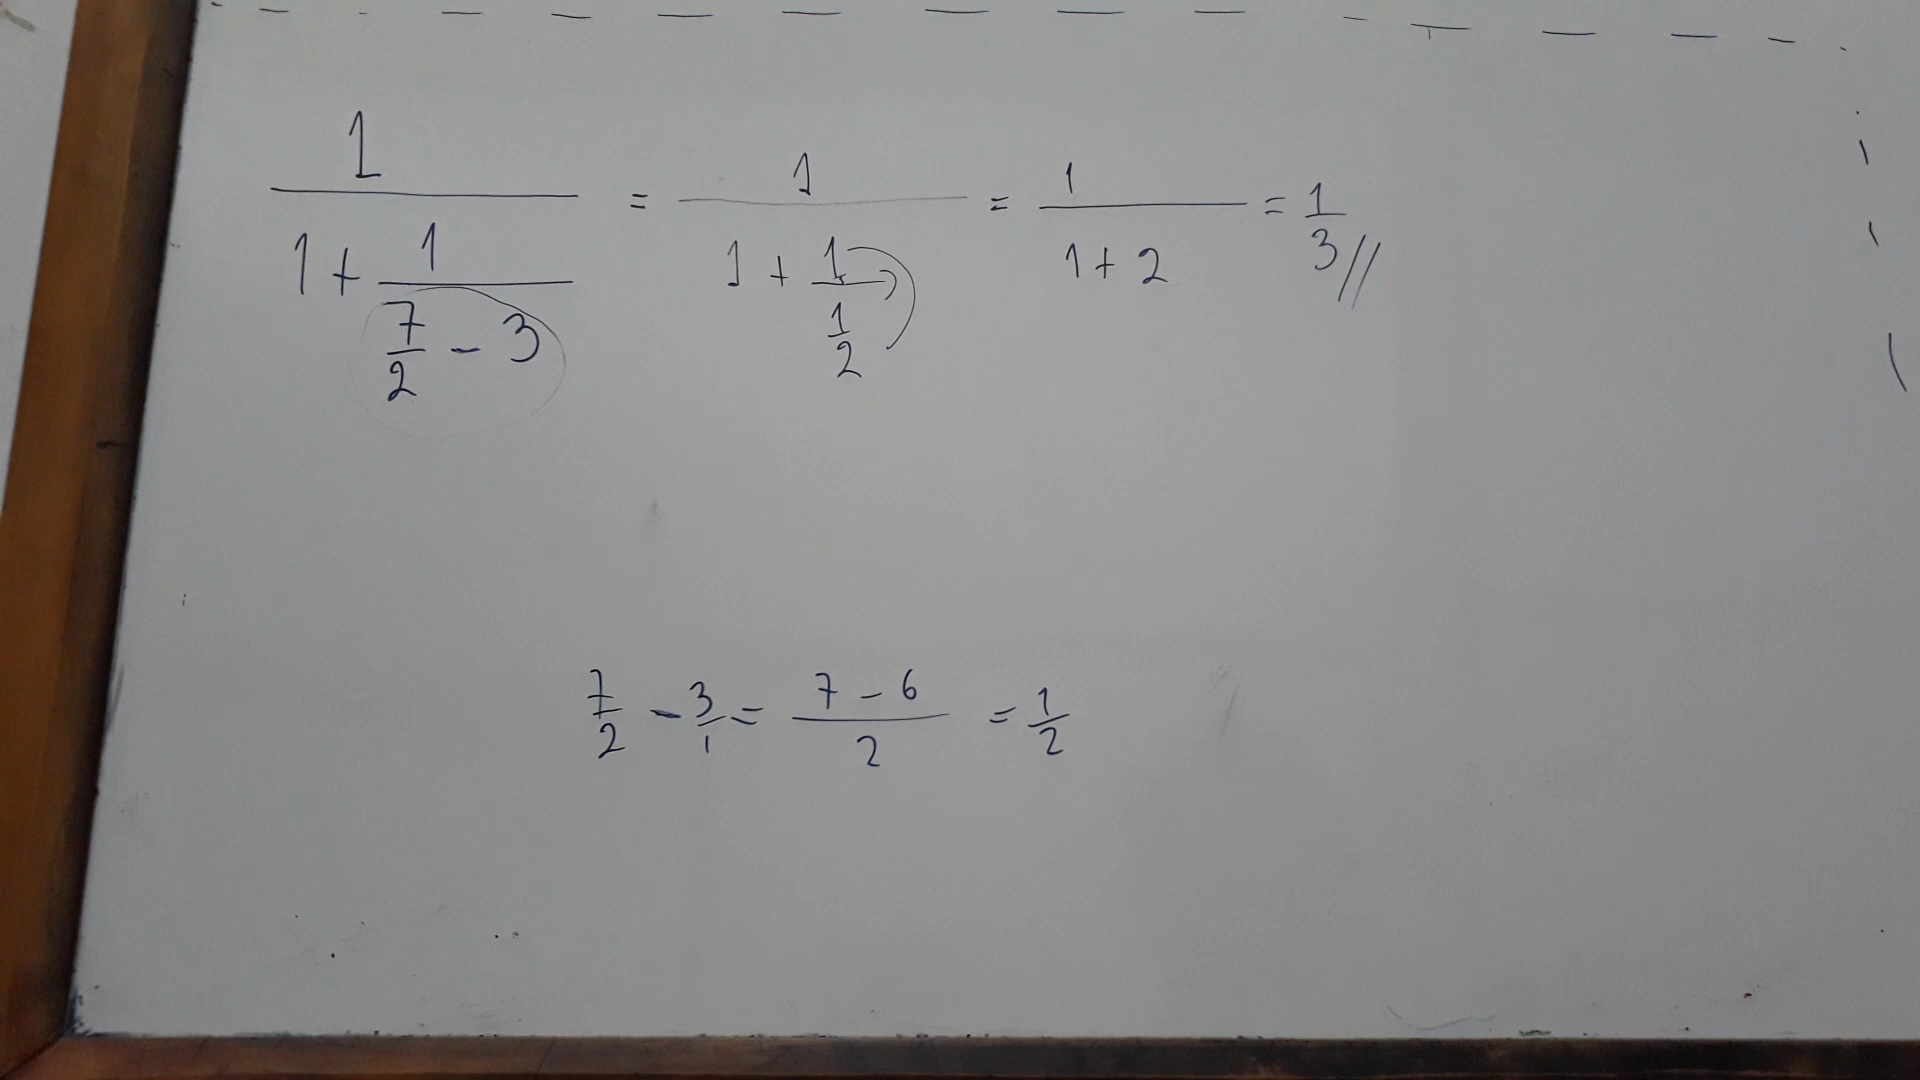 1/(1 + 1/(7/2 - 3)) = 1/(1 + 1/(1/2)) = 1/(1 + 2) = 1/3 //
7/2 - 3/1 = (7 - 6)/2 = 1/2